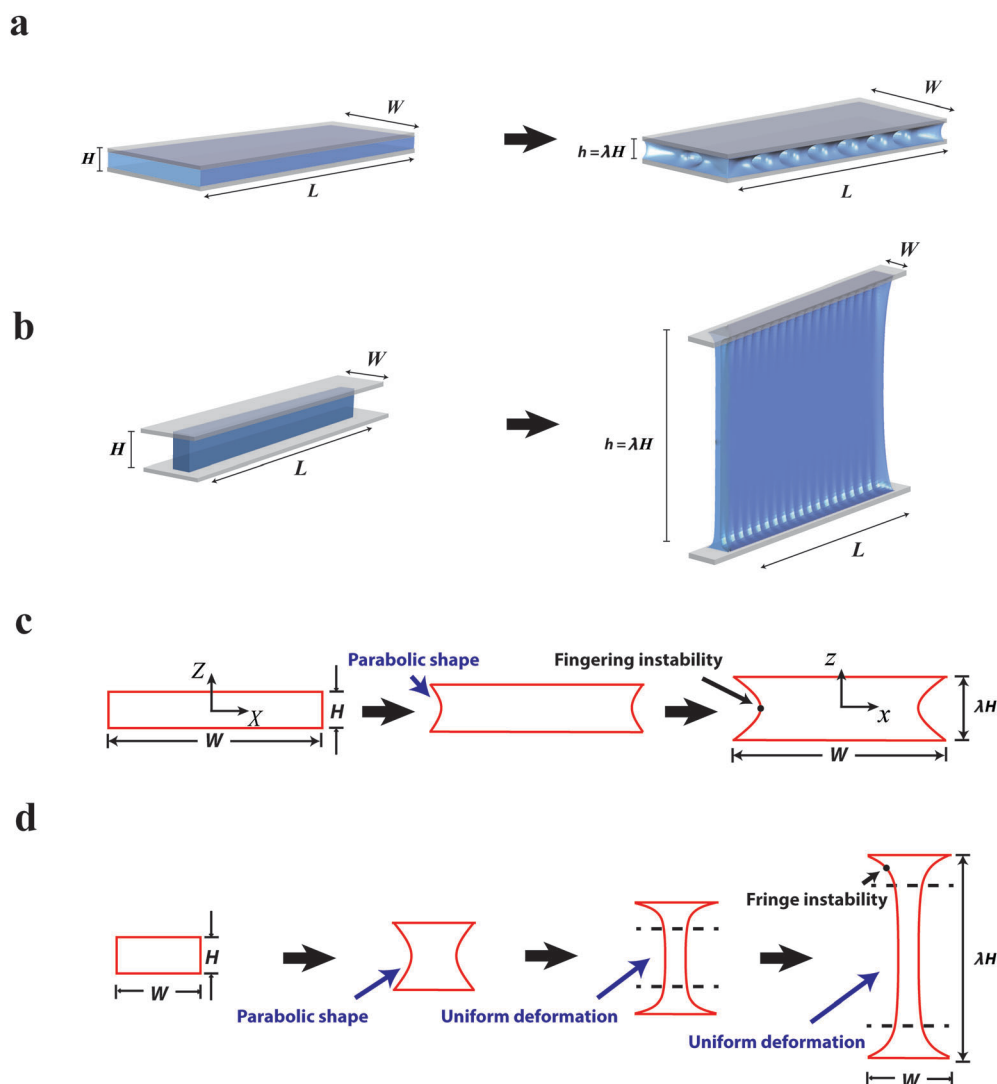 a
W
H
L
W
h = λH
L
b
W
H
L
W
h = λH
L
c
Z
X
H
W
Parabolic shape
Fingering instability
z
x
λH
W
d
H
W
Parabolic shape
Uniform deformation
Fringe instability
Uniform deformation
λH
W